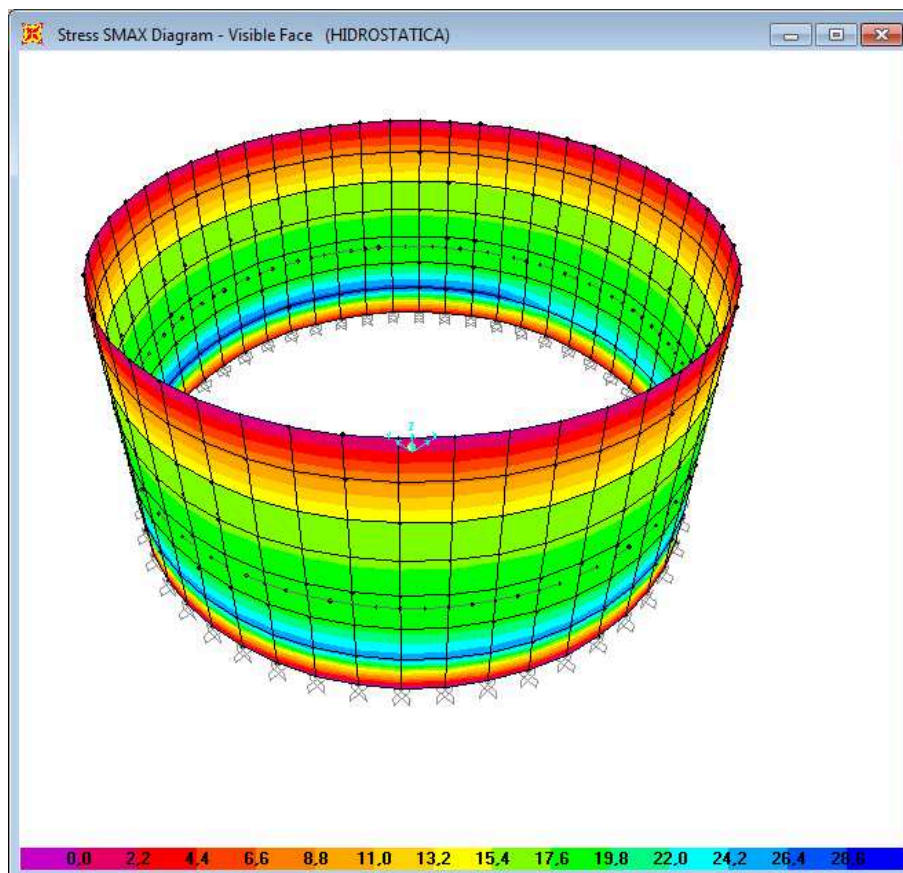 Stress SMAX Diagram - Visible Face (HIDROSTATICA)
Z
0,0 2,2 4,4 6,6 8,8 11,0 13,2 15,4 17,6 19,8 22,0 24,2 26,4 28,6